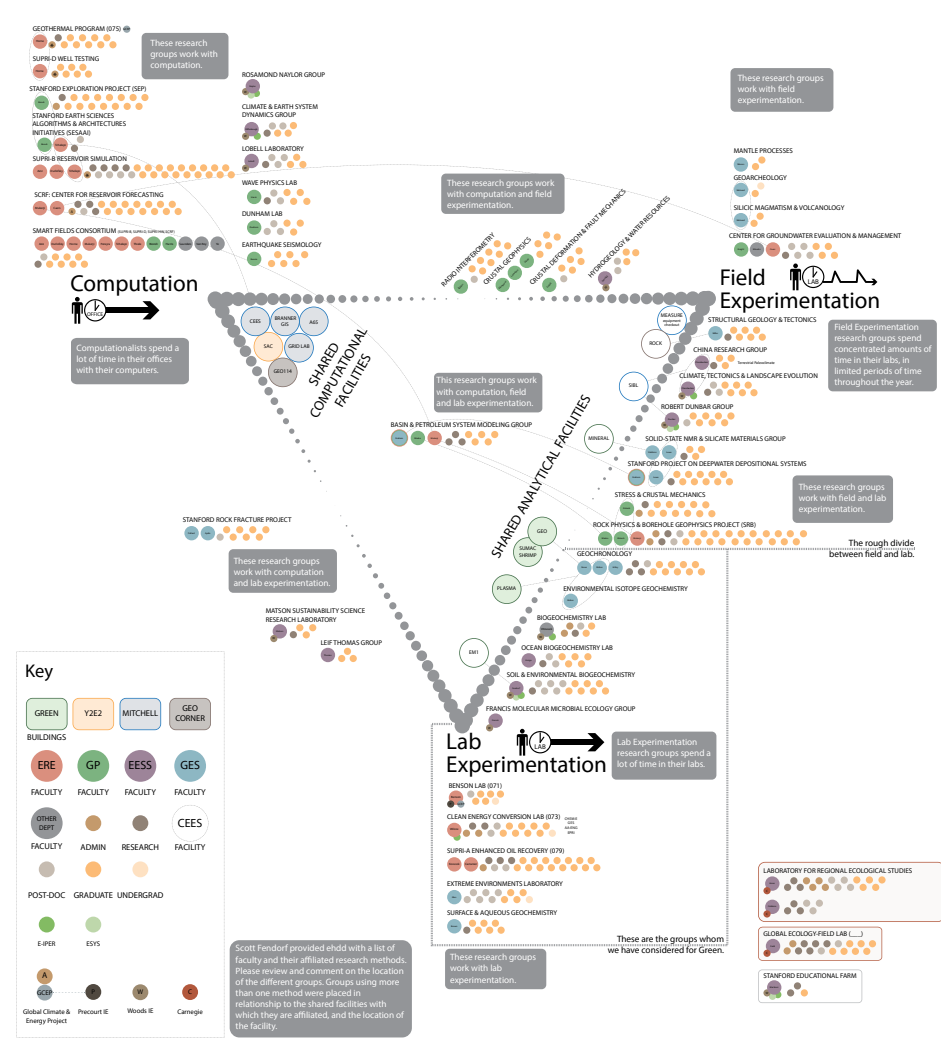 GEOTHERMAL PROGRAM (075)
SUPRI-D WELL TESTING
STANFORD EXPLORATION PROJECT (SEP)
STANFORD EARTH SCIENCES
ALGORITHMS & ARCHITECTURES
INITIATIVES (SESAAI)
SUPRI-B RESERVOIR SIMULATION
SCRF: CENTER FOR RESERVOIR FORECASTING
SMART FIELDS CONSORTIUM
These research
groups work with
computation.
ROSAMOND NAYLOR GROUP
CLIMATE & EARTH SYSTEM
DYNAMICS GROUP
LOBELL LABORATORY
WAVE PHYSICS LAB
DUNHAM LAB
EARTHQUAKE SEISMOLOGY
These research groups work
with computation and field
experimentation.
RADIO INTERFEROMETRY
CRUSTAL GEOPHYSICS
CRUSTAL DEFORMATION & FAULT MECHANICS
HYDROGEOLOGY & WATER RESOURCES
These research groups
work with field
experimentation.
MANTLE PROCESSES
GEOARCHEOLOGY
SILICIC MAGMATISM & VOLCANOLOGY
CENTER FOR GROUNDWATER EVALUATION & MANAGEMENT
Computation
OFFICE
Computationalists spend a
lot of time in their offices
with their computers.
CEES
BRANNER
GIS
A65
SAC
GRID LAB
GEO114
SHARED
COMPUTATIONAL
FACILITIES
Field
Experimentation
LAB
Field Experimentation
research groups spend
concentrated amounts of
time in their labs, in
limited periods of time
throughout the year.
MEASURE
equipment
checkout
ROCK
SIBL
MINERAL
STRUCTURAL GEOLOGY & TECTONICS
CHINA RESEARCH GROUP
CLIMATE, TECTONICS & LANDSCAPE EVOLUTION
ROBERT DUNBAR GROUP
SOLID-STATE NMR & SILICATE MATERIALS GROUP
STANFORD PROJECT ON DEEPWATER DEPOSITIONAL SYSTEMS
STRESS & CRUSTAL MECHANICS
ROCK PHYSICS & BOREHOLE GEOPHYSICS PROJECT (SRB)
These research groups
work with field and lab
experimentation.
The rough divide
between field and lab.
This research groups work
with computation, field
and lab experimentation.
BASIN & PETROLEUM SYSTEM MODELING GROUP
SHARED ANALYTICAL FACILITIES
GEO
SUMAC
SHRIMP
PLASMA
EM1
GEOCHRONOLOGY
ENVIRONMENTAL ISOTOPE GEOCHEMISTRY
BIOGEOCHEMISTRY LAB
OCEAN BIOGEOCHEMISTRY LAB
SOIL & ENVIRONMENTAL BIOGEOCHEMISTRY
FRANCIS MOLECULAR MICROBIAL ECOLOGY GROUP
STANFORD ROCK FRACTURE PROJECT
These research groups
work with computation
and lab experimentation.
MATSON SUSTAINABILITY SCIENCE
RESEARCH LABORATORY
LEIF THOMAS GROUP
Lab
Experimentation
LAB
Lab Experimentation
research groups spend a
lot of time in their labs.
BENSON LAB (071)
CLEAN ENERGY CONVERSION LAB (073)
SUPRI-A ENHANCED OIL RECOVERY (079)
EXTREME ENVIRONMENTS LABORATORY
SURFACE & AQUEOUS GEOCHEMISTRY
These are the groups whom
we have considered for Green.
These research groups
work with lab
experimentation.
LABORATORY FOR REGIONAL ECOLOGICAL STUDIES
GLOBAL ECOLOGY-FIELD LAB (___)
STANFORD EDUCATIONAL FARM
Key
GREEN
Y2E2
MITCHELL
GEO
CORNER
BUILDINGS
ERE
GP
EESS
GES
FACULTY
FACULTY
FACULTY
FACULTY
OTHER
DEPT
CEES
FACULTY
ADMIN
RESEARCH
FACILITY
POST-DOC
GRADUATE
UNDERGRAD
E-IPER
ESYS
A
GCEP
P
W
C
Global Climate &
Energy Project
Precourt IE
Woods IE
Carnegie
Scott Fendorf provided ehdd with a list of
faculty and their affiliated research methods.
Please review and comment on the location
of the different groups. Groups using more
than one method were placed in
relationship to the shared facilities with
which they are affiliated, and the location of
the facility.